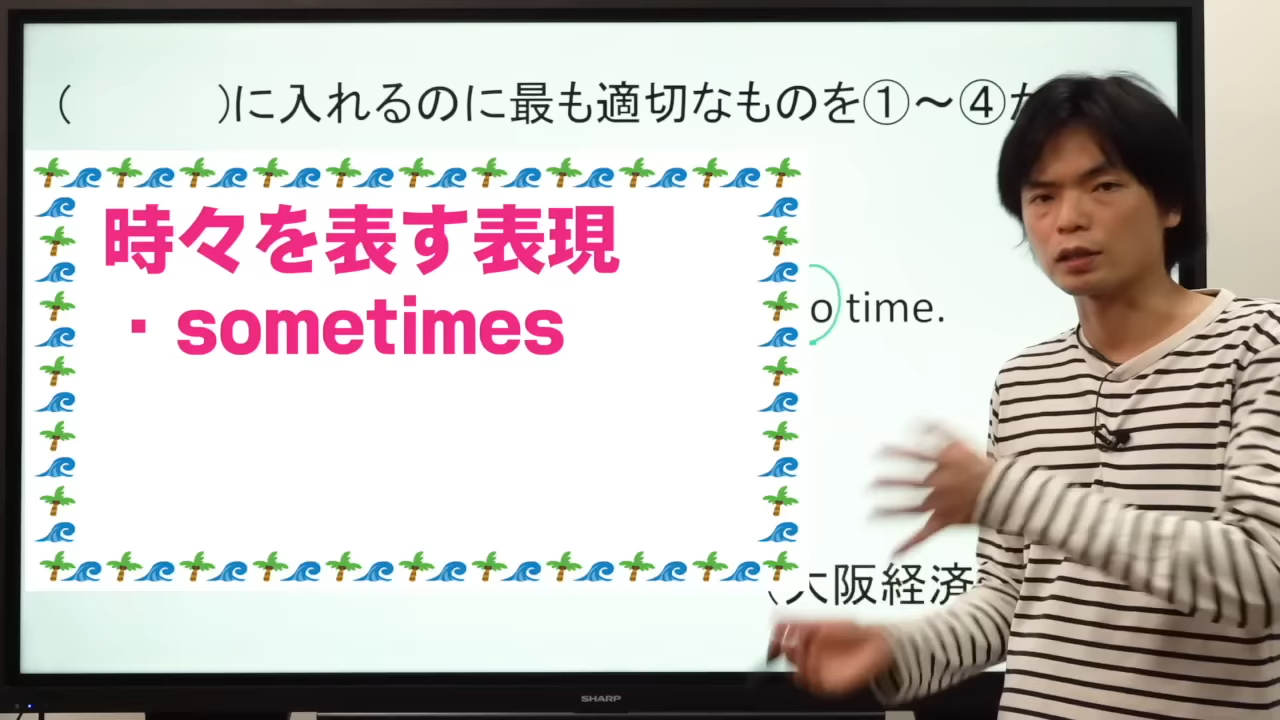 ( )に入れるのに最も適切なものを①～④か
時々を表す表現
・sometimes
o time.
(大阪経済
SHARP